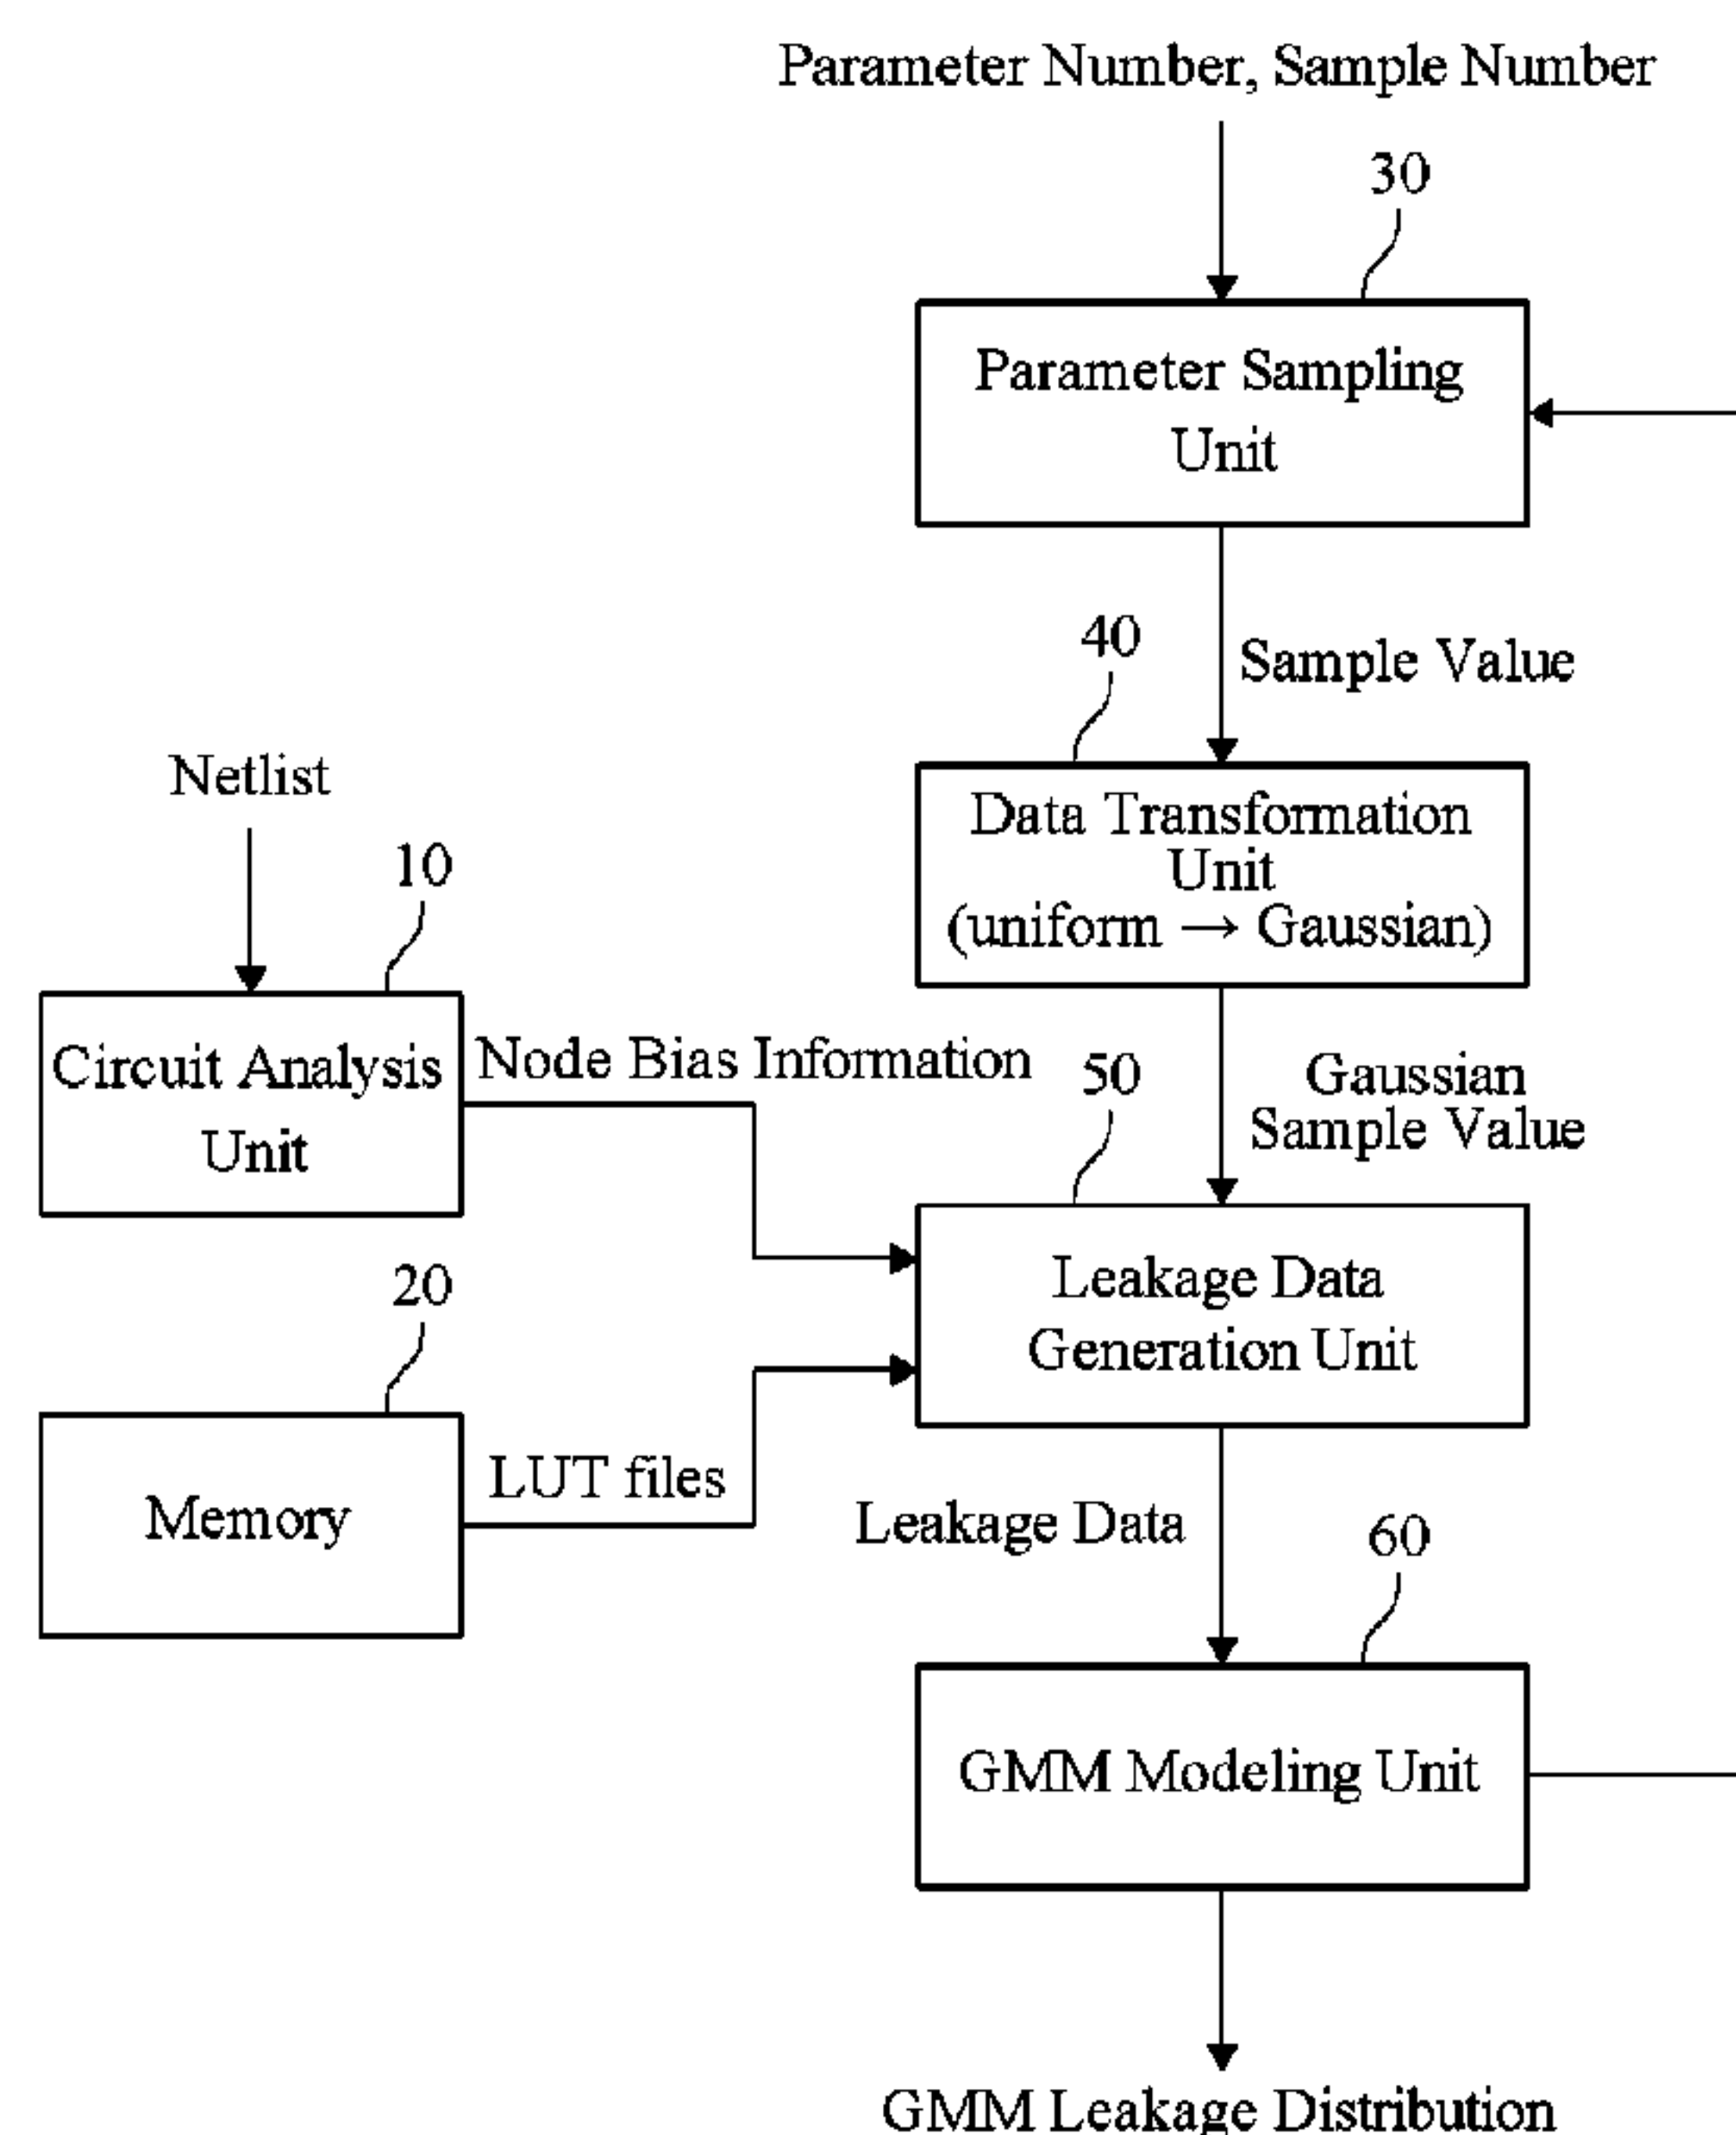 Parameter Number, Sample Number
30
Parameter Sampling
Unit
40
Sample Value
Netlist
10
Data Transformation
Unit
(uniform → Gaussian)
Circuit Analysis
Unit
Node Bias Information
50
Gaussian
Sample Value
20
Leakage Data
Generation Unit
Memory
LUT files
Leakage Data
60
GMM Modeling Unit
GMM Leakage Distribution